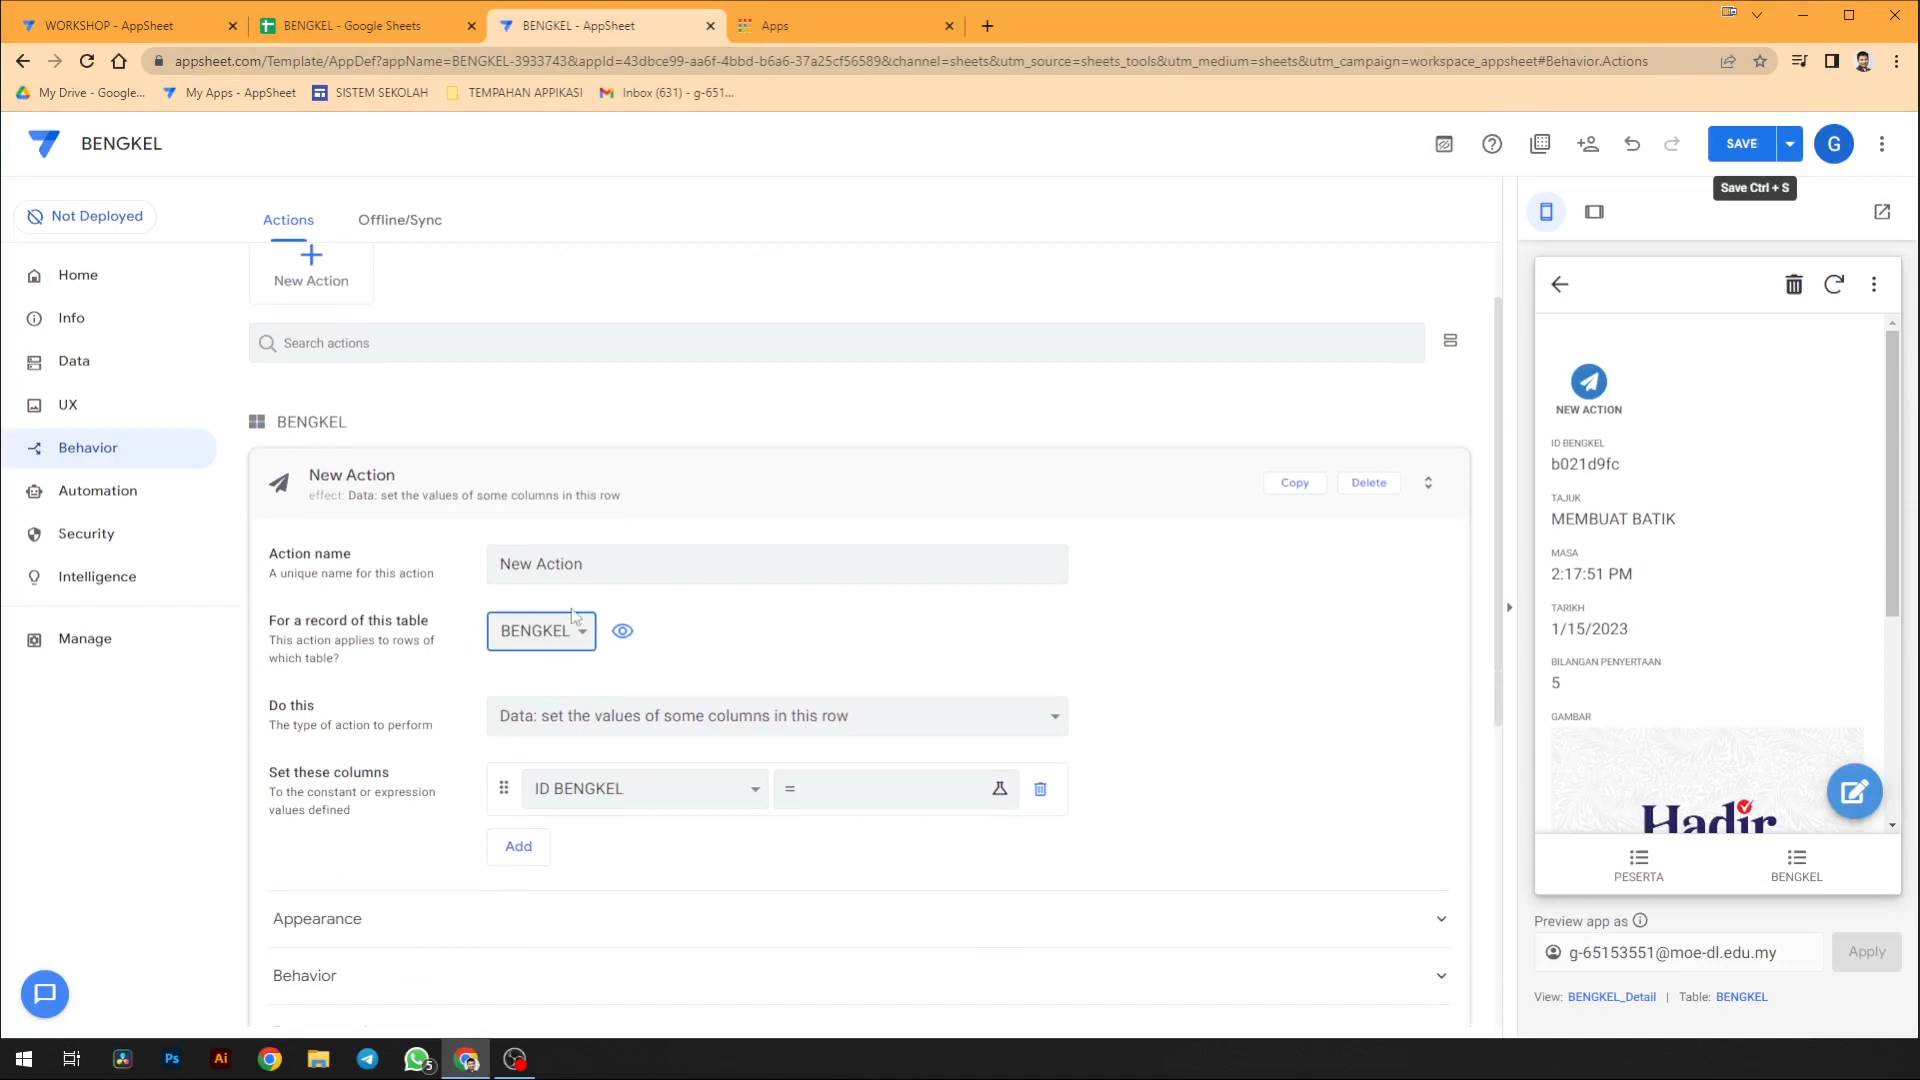 WORKSHOP - AppSheet
BENGKEL - Google Sheets
BENGKEL - AppSheet
Apps
appsheet.com/Template/AppDef?appName=BENGKEL-3933743&appId=43dbce99-aa6f-4bbd-b6a6-37a25cf56589&channel=sheets&utm_source=sheets_tools&utm_medium=sheets&utm_campaign=workspace_appsheet#Behavior.Actions
My Drive - Google...
My Apps - AppSheet
SISTEM SEKOLAH
TEMPAHAN APPIKASI
Inbox (631) - g-651...
BENGKEL
SAVE
G
Save Ctrl + S
Not Deployed
Actions
Offline/Sync
Home
Info
Data
UX
Behavior
Automation
Security
Intelligence
Manage
New Action
Search actions
BENGKEL
New Action
effect: Data: set the values of some columns in this row
Copy
Delete
Action name
A unique name for this action
New Action
For a record of this table
This action applies to rows of
which table?
BENGKEL
Do this
The type of action to perform
Data: set the values of some columns in this row
Set these columns
To the constant or expression
values defined
ID BENGKEL
=
Add
Appearance
Behavior
NEW ACTION
ID BENGKEL
b021d9fc
TAJUK
MEMBUAT BATIK
MASA
2:17:51 PM
TARIKH
1/15/2023
BILANGAN PENYERTAAN
5
GAMBAR
Hadir
PESERTA
BENGKEL
Preview app as
g-65153551@moe-dl.edu.my
Apply
View: BENGKEL_Detail | Table: BENGKEL
Ps
Ai
5